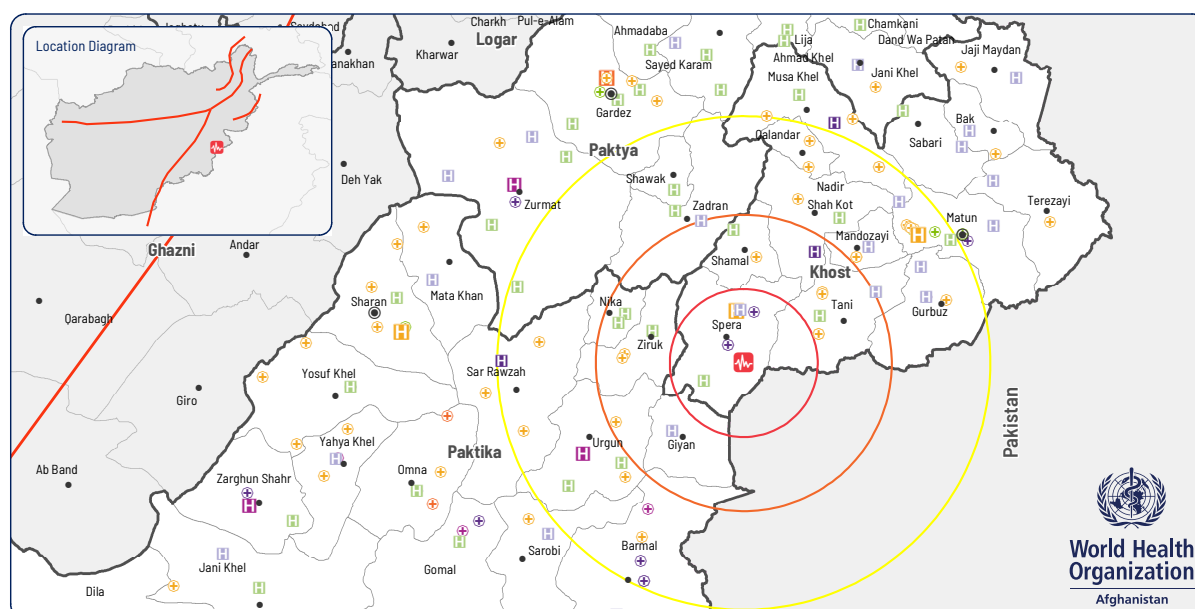 Location Diagram
Charkh
Pul-e-Alam
Logar
Kharwar
Ahmadaba
Sayed Karam
Chamkani
Lija
Ahmad Khel
Dand Wa Patan
Jaji Maydan
Musa Khel
Jani Khel
Gardez
Bak
Sabari
Qalandar
Paktya
Deh Yak
Shawak
Zurmat
Zadran
Nadir
Shah Kot
Matun
Terezayi
Mandozayi
Ghazni
Andar
Shamal
Khost
Mata Khan
Qarabagh
Sharan
Nika
Tani
Gurbuz
Spera
Ziruk
Sar Rawzah
Yosuf Khel
Giro
Pakistan
Yahya Khel
Paktika
Urgun
Giyan
Ab Band
Omna
Zarghun Shahr
Barmal
Sarobi
Jani Khel
Gomal
Dila
World Health
Organization
Afghanistan